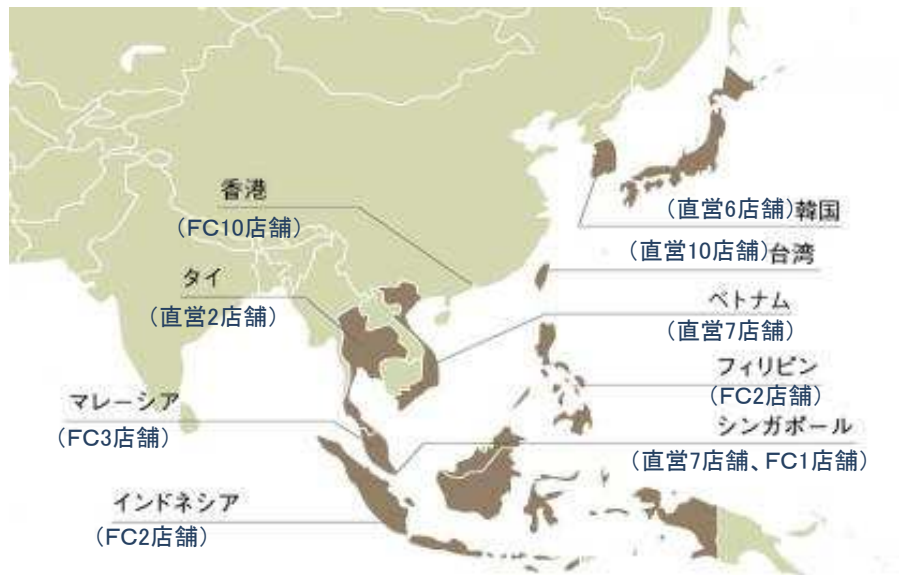 香港
（FC10店舗）
（直営6店舗）韓国
（直営10店舗）台湾
タイ
（直営2店舗）
ベトナム
（直営7店舗）
フィリピン
（FC2店舗）
マレーシア
（FC3店舗）
シンガポール
（直営7店舗、FC1店舗）
インドネシア
（FC2店舗）